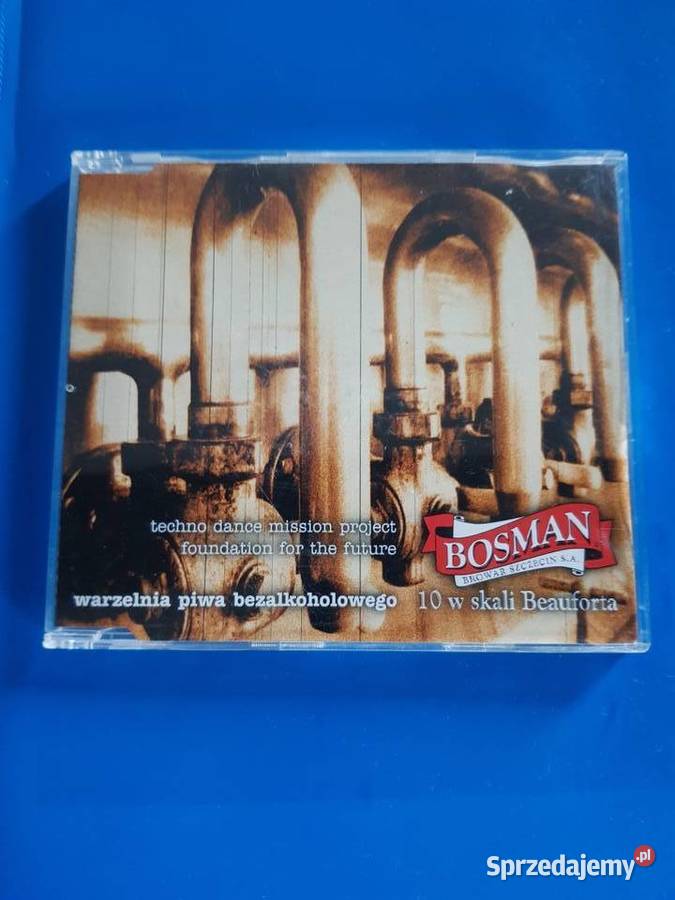 techno dance mission project
foundation for the future
warzelnia piwa bezalkoholowego
BOSMAN
BROWAR SZCZECIN S.A.
10 w skali Beauforta
Sprzedajemy.pl